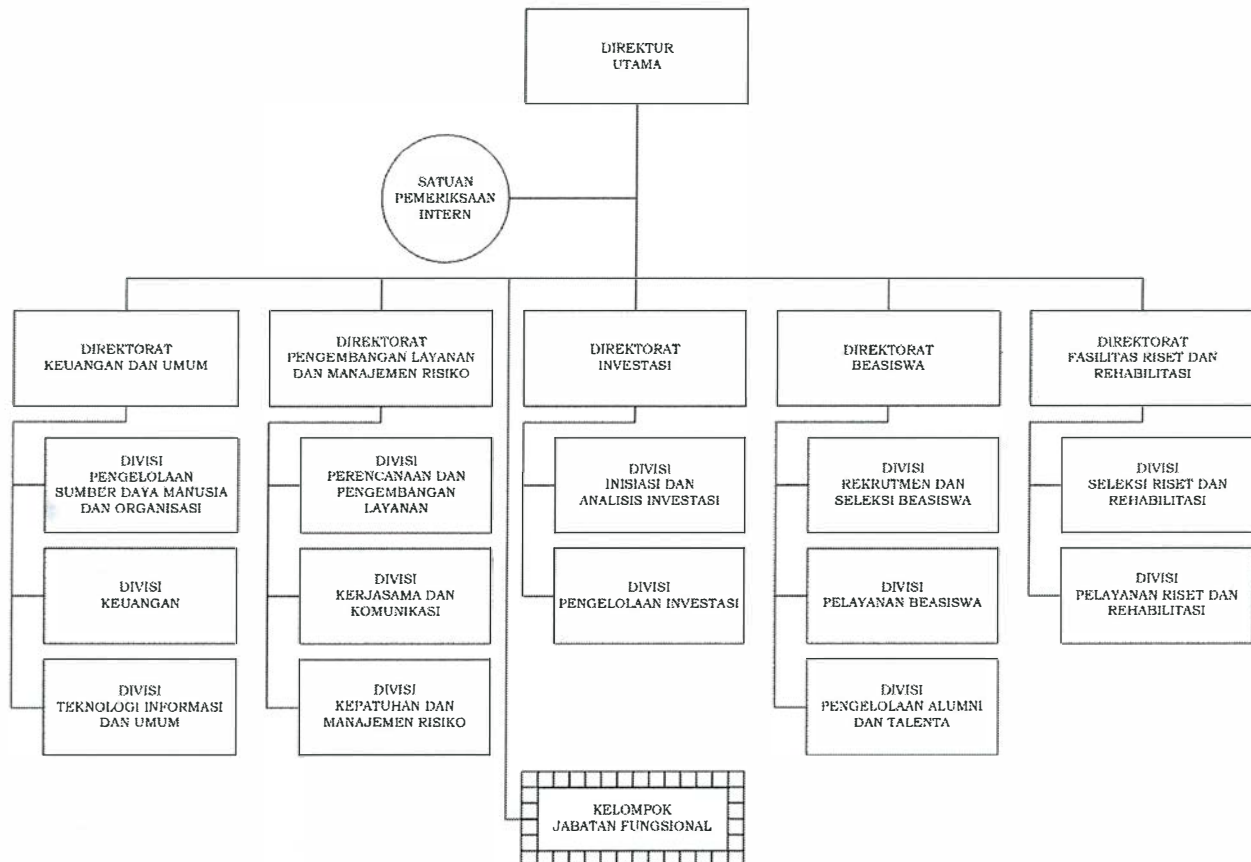 DIREKTUR
UTAMA
SATUAN
PEMERIKSAAN
INTERN
DIREKTORAT
KEUANGAN DAN UMUM
DIREKTORAT
PENGEMBANGAN LAYANAN
DAN MANAJEMEN RISIKO
DIREKTORAT
INVESTASI
DIREKTORAT
BEASISWA
DIREKTORAT
FASILITAS RISET DAN
REHABILITASI
DIVISI
PENGELOLAAN
SUMBER DAYA MANUSIA
DAN ORGANISASI
DIVISI
PERENCANAAN DAN
PENGEMBANGAN
LAYANAN
DIVISI
INISIASI DAN
ANALISIS INVESTASI
DIVISI
REKRUTMEN DAN
SELEKSI BEASISWA
DIVISI
SELEKSI RISET DAN
REHABILITASI
DIVISI
KEUANGAN
DIVISI
KERJASAMA DAN
KOMUNIKASI
DIVISI
PENGELOLAAN INVESTASI
DIVISI
PELAYANAN BEASISWA
DIVISI
PELAYANAN RISET DAN
REHABILITASI
DIVISI
TEKNOLOGI INFORMASI
DAN UMUM
DIVISI
KEPATUHAN DAN
MANAJEMEN RISIKO
DIVISI
PENGELOLAAN ALUMNI
DAN TALENTA
KELOMPOK
JABATAN FUNGSIONAL